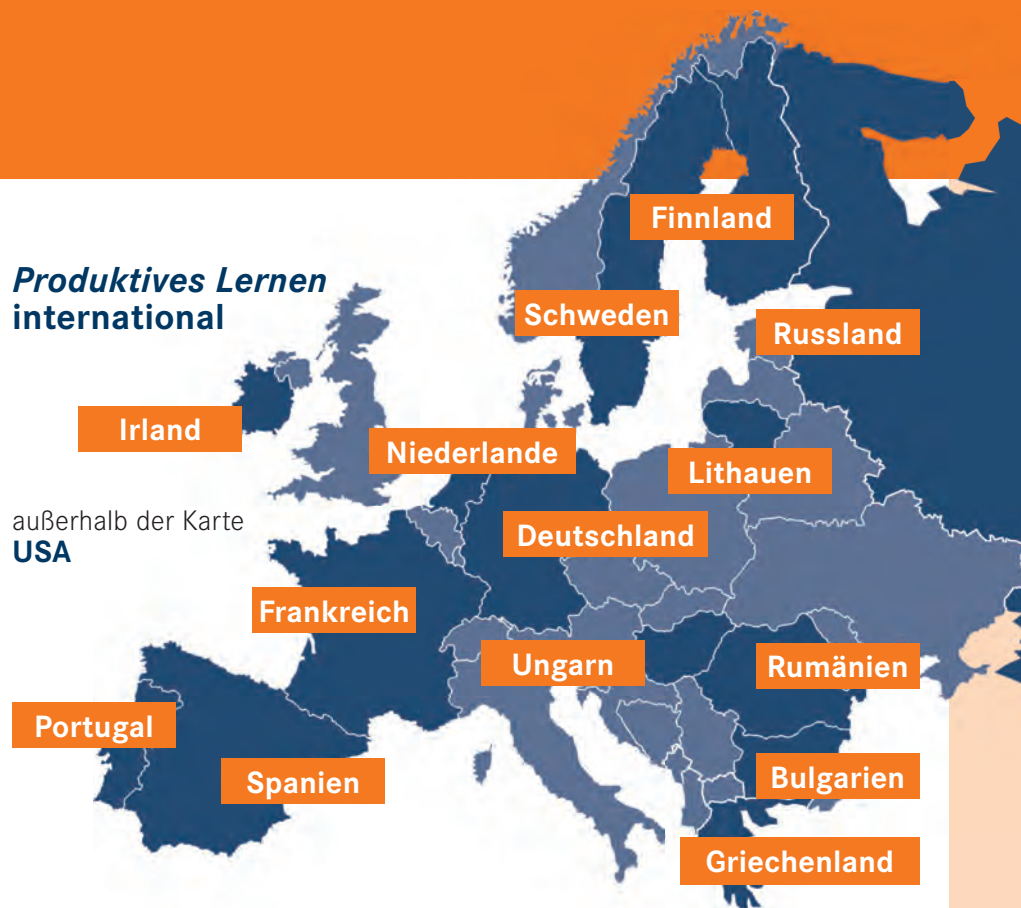 Produktives Lernen
international
Finnland
Schweden
Russland
Irland
Niederlande
Lithauen
außerhalb der Karte
USA
Deutschland
Frankreich
Ungarn
Rumänien
Portugal
Spanien
Bulgarien
Griechenland